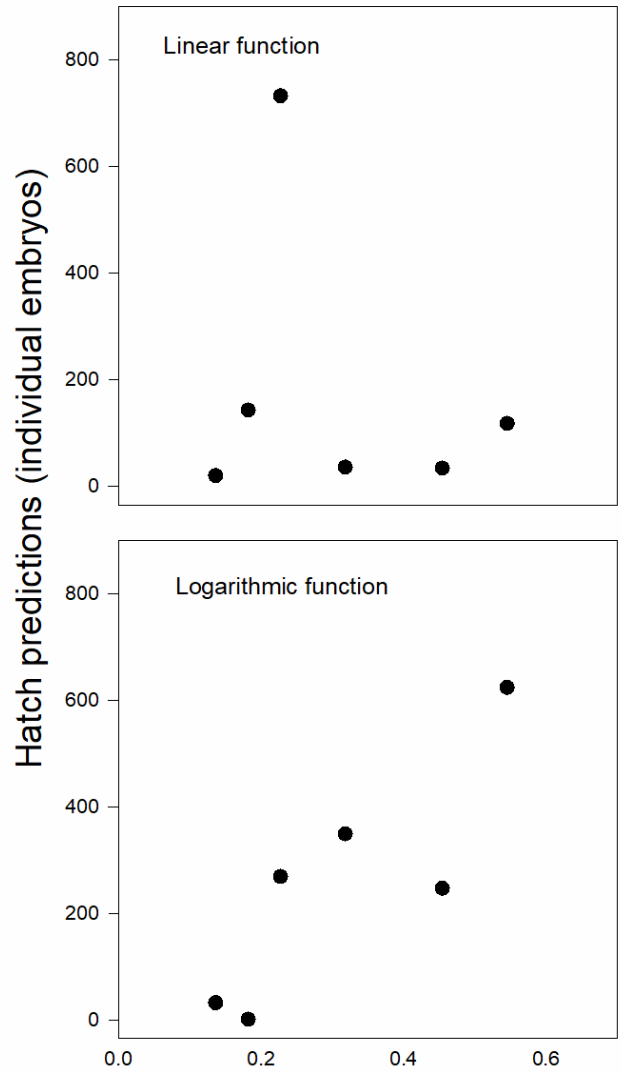 Hatch predictions (individual embryos)
Linear function
800
600
400
200
0
Logarithmic function
800
600
400
200
0
0.0 0.2 0.4 0.6